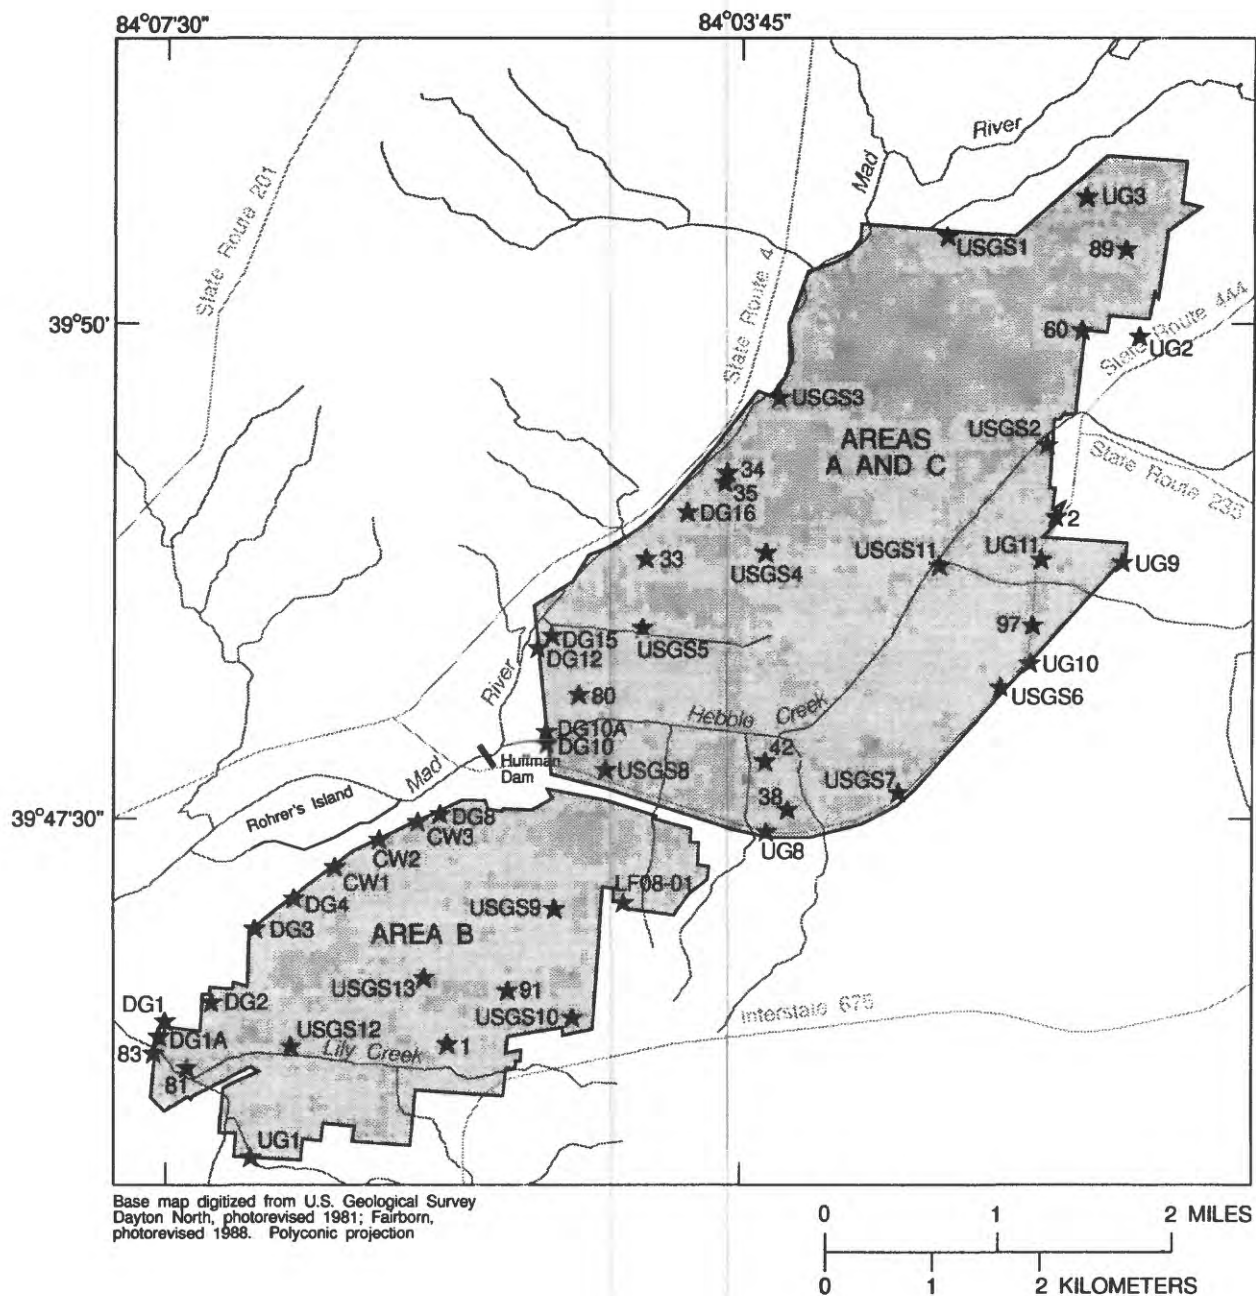 84°07'30"
84°03'45"
State Route 201
Mad
River
UG3
USGS1
89
State Route 4
State Route 444
39°50'
60
UG2
USGS3
AREAS
A AND C
USGS2
34
35
State Route 235
DG16
2
33
USGS4
USGS11
UG11
UG9
DG15
DG12
USGS5
97
UG10
River
80
USGS6
Hebble Creek
DG10A
DG10
42
Mad
Huffman
Dam
USGS8
USGS7
Rohrer's Island
38
39°47'30"
DG8
CW3
UG8
CW2
CW1
LF08-01
DG4
USGS9
DG3
AREA B
USGS13
91
DG1
DG2
USGS10
Interstate 675
DG1A
USGS12
83
Lily Creek
1
81
UG1
Base map digitized from U.S. Geological Survey
Dayton North, photorevised 1981; Fairborn,
photorevised 1988. Polyconic projection
0 1 2 MILES
0 1 2 KILOMETERS